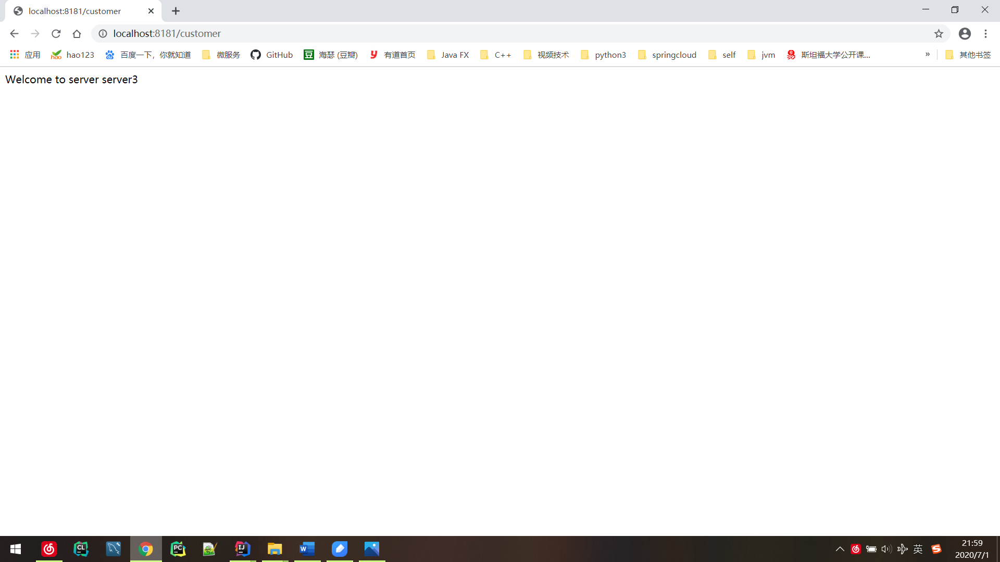 localhost:8181/customer
localhost:8181/customer
应用 hao123 百度一下，你就知道 微服务 GitHub 海瑟 (豆瓣) 有道首页 Java FX C++ 视频技术 python3 springcloud self jvm 斯坦福大学公开课... » 其他书签
Welcome to server server3
英
21:59
2020/7/1